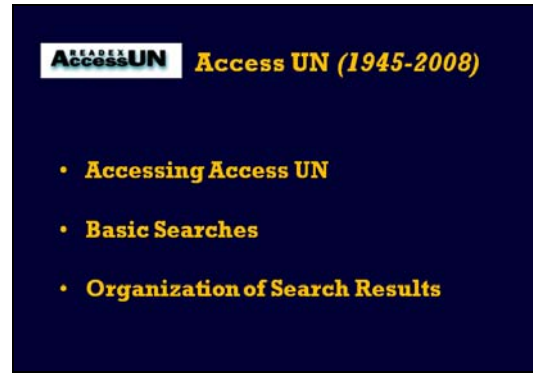 READEX
AccessUN
Access UN (1945-2008)
• Accessing Access UN
• Basic Searches
• Organization of Search Results